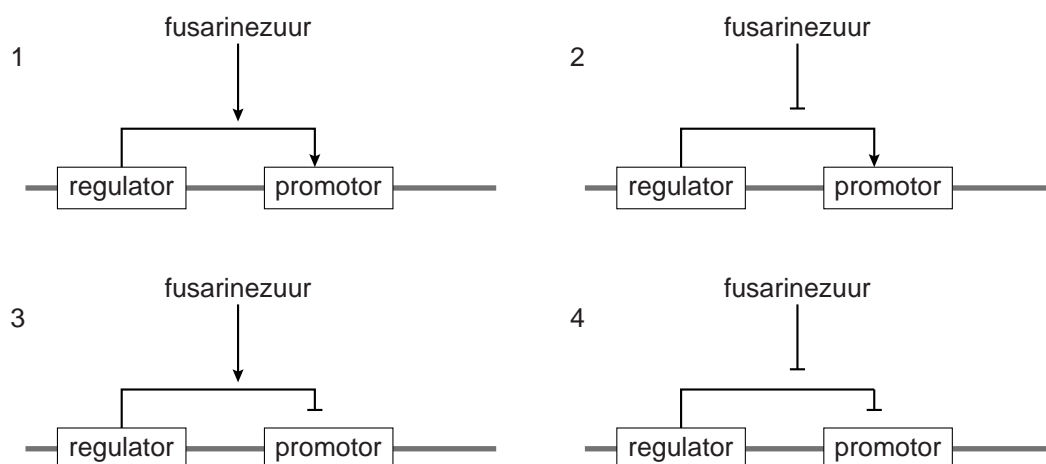 fusarinezuur fusarinezuur
1 2
regulator promotor regulator promotor
fusarinezuur fusarinezuur
3 4
regulator promotor regulator promotor